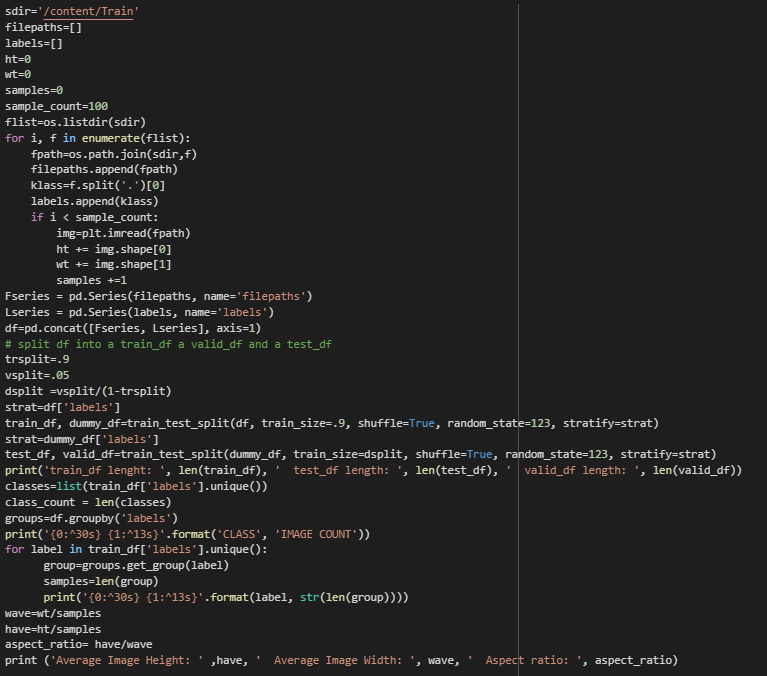 sdir='/content/Train'
filepaths=[]
labels=[]
ht=0
wt=0
samples=0
sample_count=100
flist=os.listdir(sdir)
for i, f in enumerate(flist):
    fpath=os.path.join(sdir,f)
    filepaths.append(fpath)
    klass=f.split('.')[0]
    labels.append(klass)
    if i < sample_count:
        img=plt.imread(fpath)
        ht += img.shape[0]
        wt += img.shape[1]
        samples +=1
Fseries = pd.Series(filepaths, name='filepaths')
Lseries = pd.Series(labels, name='labels')
df=pd.concat([Fseries, Lseries], axis=1)
# split df into a train_df a valid_df and a test_df
trsplit=.9
vsplit=.05
dsplit =vsplit/(1-trsplit)
strat=df['labels']
train_df, dummy_df=train_test_split(df, train_size=.9, shuffle=True, random_state=123, stratify=strat)
strat=dummy_df['labels']
test_df, valid_df=train_test_split(dummy_df, train_size=dsplit, shuffle=True, random_state=123, stratify=strat)
print('train_df lenght: ', len(train_df), '  test_df length: ', len(test_df), '  valid_df length: ', len(valid_df))
classes=list(train_df['labels'].unique())
class_count = len(classes)
groups=df.groupby('labels')
print('{0:^30s} {1:^13s}'.format('CLASS', 'IMAGE COUNT'))
for label in train_df['labels'].unique():
      group=groups.get_group(label)
      samples=len(group)
      print('{0:^30s} {1:^13s}'.format(label, str(len(group))))
wave=wt/samples
have=ht/samples
aspect_ratio= have/wave
print ('Average Image Height: ' ,have, '  Average Image Width: ', wave, '  Aspect ratio: ', aspect_ratio)